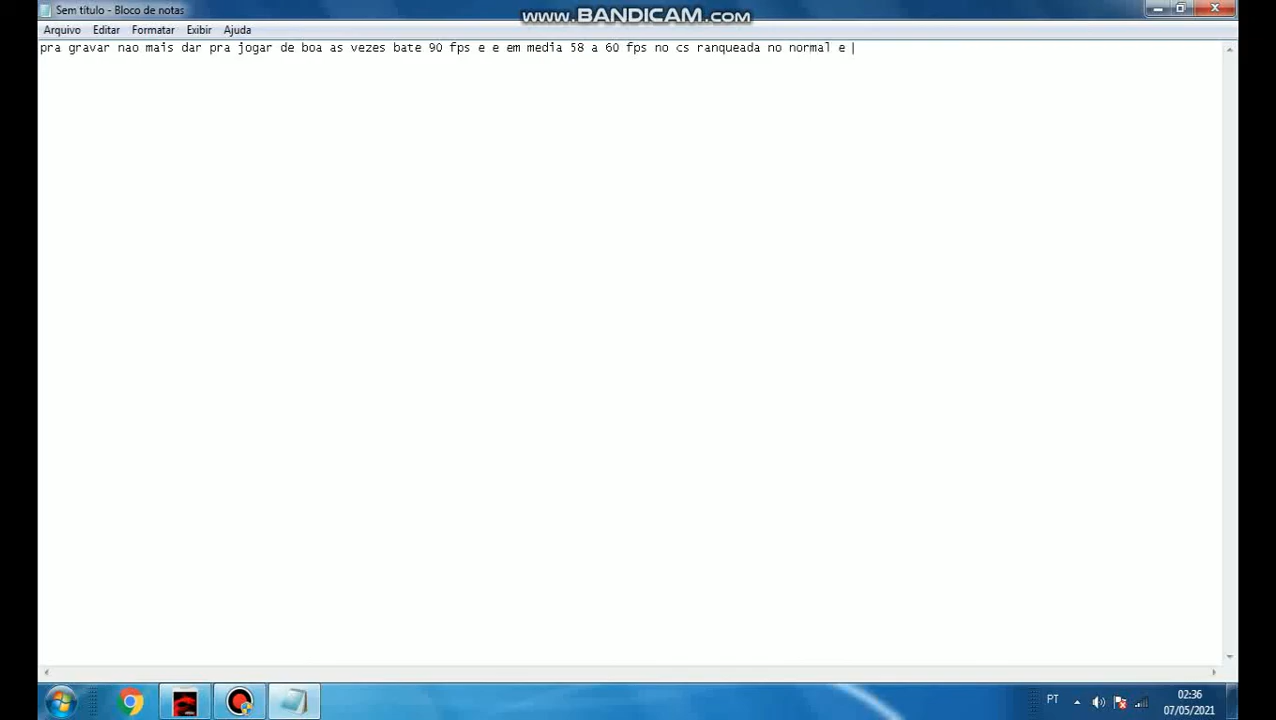 www.BANDICAM.com
Sem título - Bloco de notas
Arquivo Editar Formatar Exibir Ajuda
pra gravar nao mais dar pra jogar de boa as vezes bate 90 fps e e em media 58 a 60 fps no cs ranqueada no normal e
PT
02:36
07/05/2021